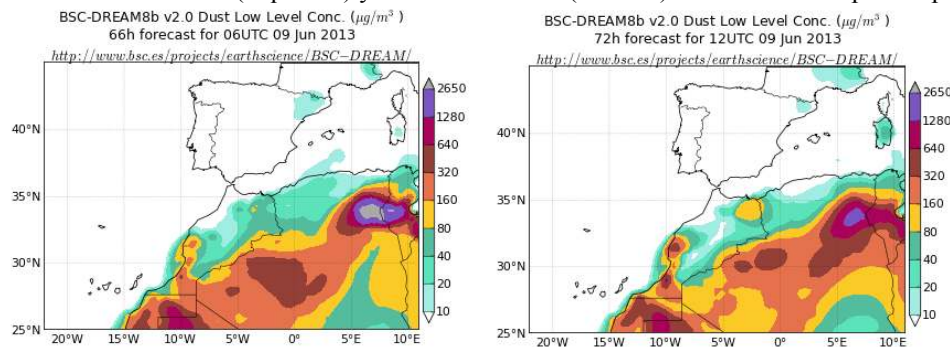 BSC-DREAM8b v2.0 Dust Low Level Conc. (μg/m³ )
66h forecast for 06UTC 09 Jun 2013
http://www.bsc.es/projects/earthscience/BSC−DREAM/
40°N
35°N
30°N
25°N
20°W
15°W
10°W
5°W
0°
5°E
10°E
2650
1280
640
320
160
80
40
20
10
BSC-DREAM8b v2.0 Dust Low Level Conc. (μg/m³ )
72h forecast for 12UTC 09 Jun 2013
http://www.bsc.es/projects/earthscience/BSC−DREAM/
40°N
35°N
30°N
25°N
20°W
15°W
10°W
5°W
0°
5°E
10°E
2650
1280
640
320
160
80
40
20
10